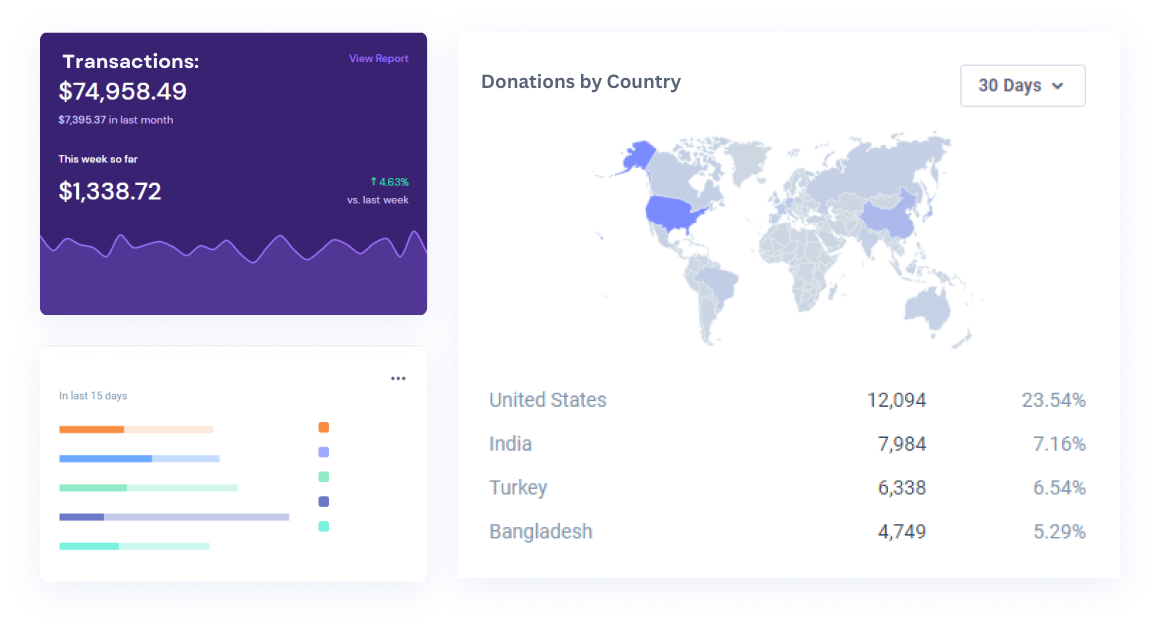 Transactions:
View Report
$74,958.49
$7,395.37 in last month
This week so far
$1,338.72
↑ 4.63%
vs. last week
In last 15 days
Donations by Country
30 Days
United States 12,094 23.54%
India 7,984 7.16%
Turkey 6,338 6.54%
Bangladesh 4,749 5.29%